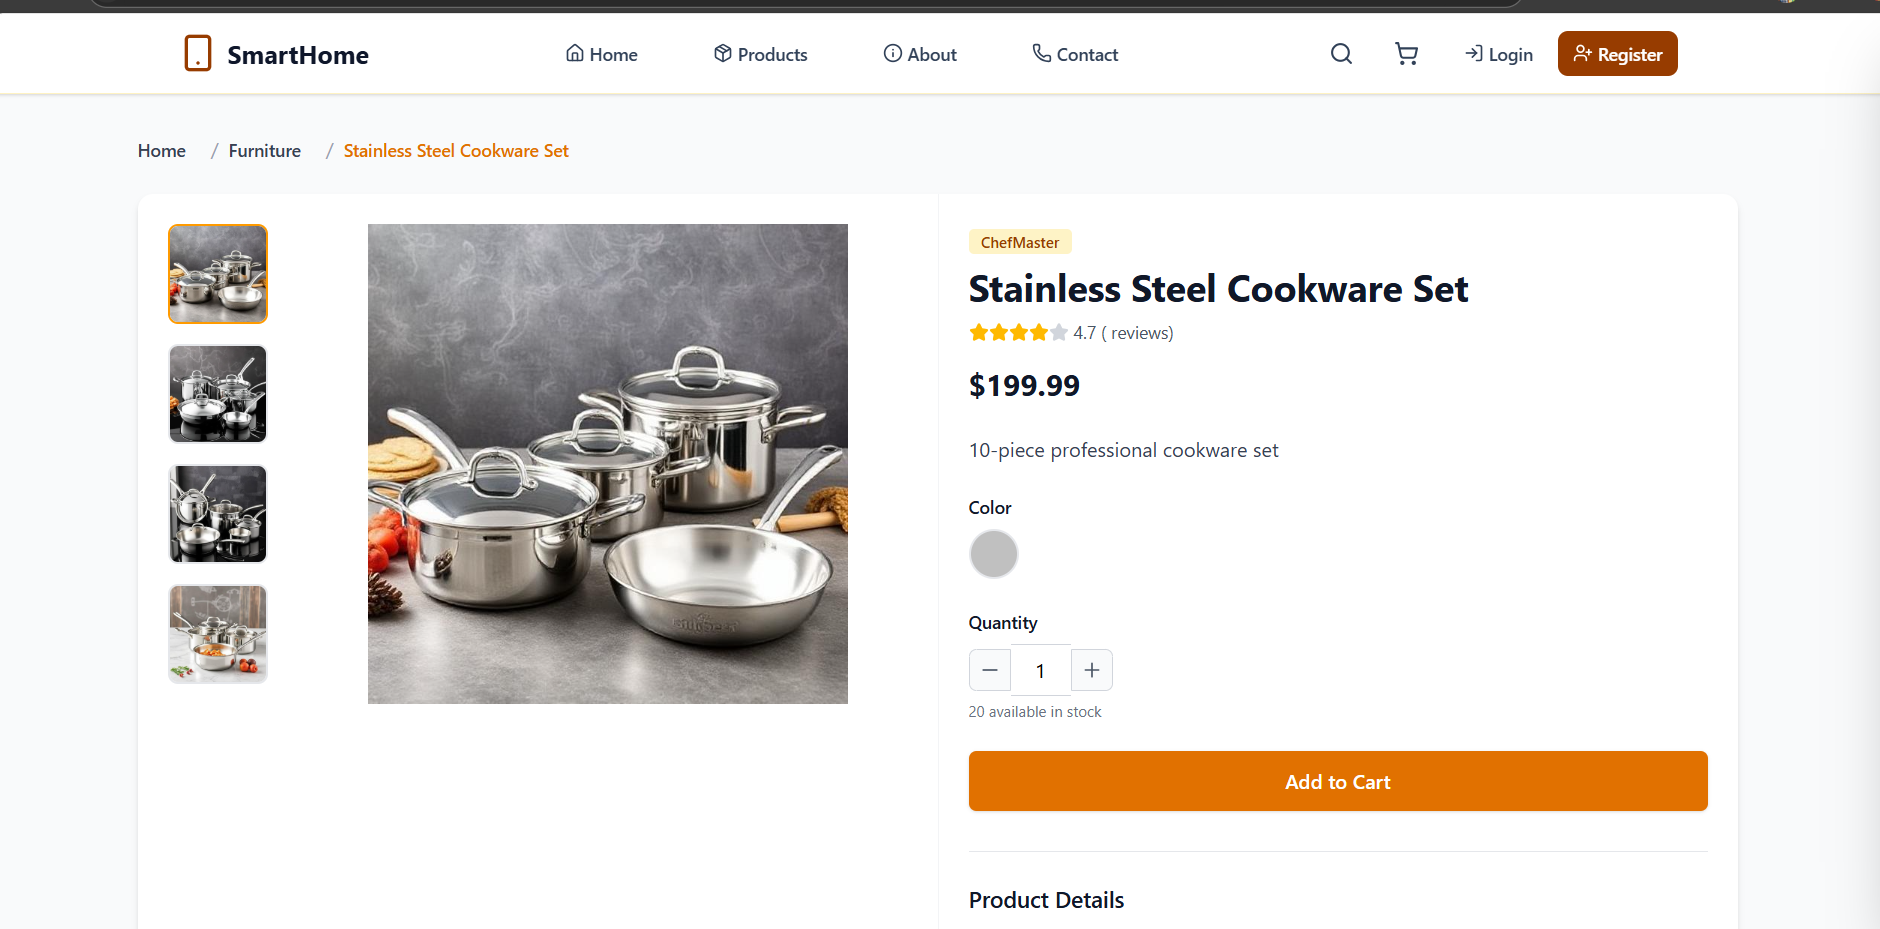 SmartHome
Home
Products
About
Contact
Login
Register
Home / Furniture / Stainless Steel Cookware Set
ChefMaster
Stainless Steel Cookware Set
4.7 ( reviews)
$199.99
10-piece professional cookware set
Color
Quantity
1
20 available in stock
Add to Cart
Product Details